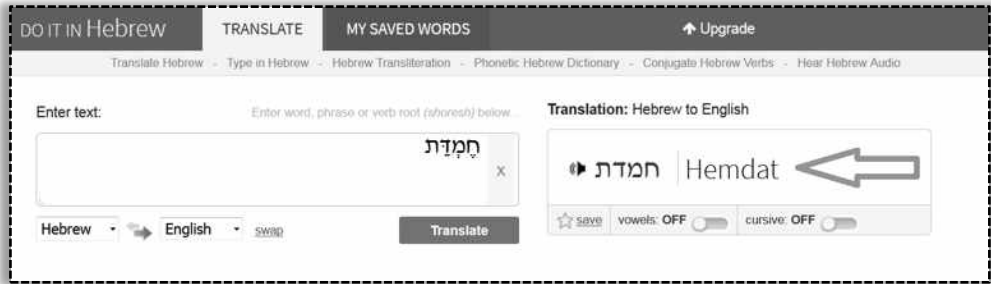 DO IT IN Hebrew TRANSLATE MY SAVED WORDS Upgrade
Translate Hebrew - Type in Hebrew - Hebrew Transliteration - Phonetic Hebrew Dictionary - Conjugate Hebrew Verbs - Hear Hebrew Audio
Enter text: Enter word, phrase or verb root (shoresh) below...
חֶמְדַּת
X
Hebrew English swap Translate
Translation: Hebrew to English
חמדת Hemdat
save vowels: OFF cursive: OFF